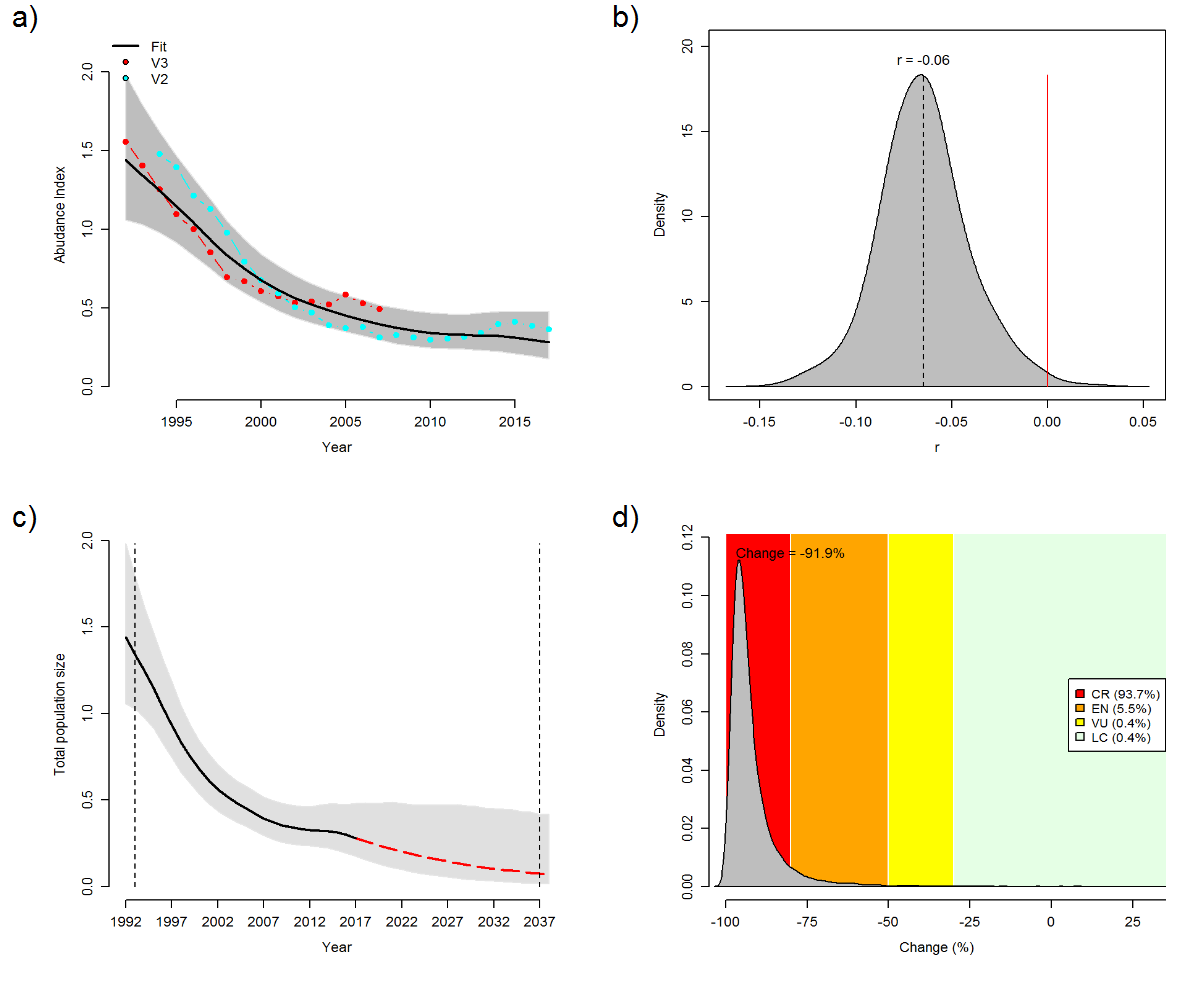 a)
Fit
V3
V2
2.0
1.5
1.0
0.5
0.0
Abudance Index
1995 2000 2005 2010 2015
Year
b)
r = -0.06
20
15
10
5
0
Density
-0.15 -0.10 -0.05 0.00 0.05
r
c)
2.0
1.5
1.0
0.5
0.0
Total population size
1992 1997 2002 2007 2012 2017 2022 2027 2032 2037
Year
d)
Change = -91.9%
0.12
0.10
0.08
0.06
0.04
0.02
0.00
Density
CR (93.7%)
EN (5.5%)
VU (0.4%)
LC (0.4%)
-100 -75 -50 -25 0 25
Change (%)